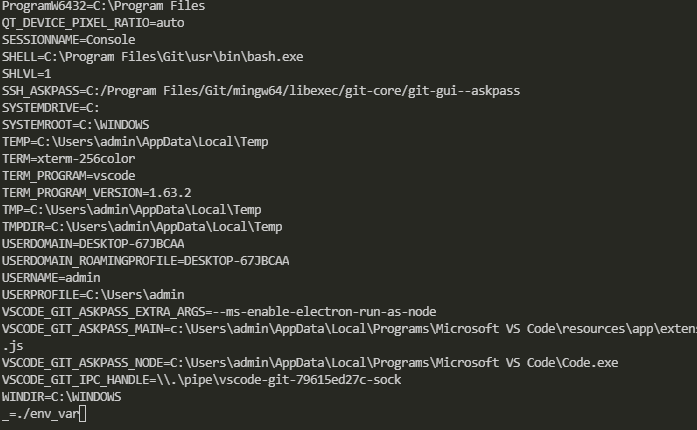 ProgramW6432=C:\Program Files
QT_DEVICE_PIXEL_RATIO=auto
SESSIONNAME=Console
SHELL=C:\Program Files\Git\usr\bin\bash.exe
SHLVL=1
SSH_ASKPASS=C:/Program Files/Git/mingw64/libexec/git-core/git-gui--askpass
SYSTEMDRIVE=C:
SYSTEMROOT=C:\WINDOWS
TEMP=C:\Users\admin\AppData\Local\Temp
TERM=xterm-256color
TERM_PROGRAM=vscode
TERM_PROGRAM_VERSION=1.63.2
TMP=C:\Users\admin\AppData\Local\Temp
TMPDIR=C:\Users\admin\AppData\Local\Temp
USERDOMAIN=DESKTOP-67JBCAA
USERDOMAIN_ROAMINGPROFILE=DESKTOP-67JBCAA
USERNAME=admin
USERPROFILE=C:\Users\admin
VSCODE_GIT_ASKPASS_EXTRA_ARGS=--ms-enable-electron-run-as-node
VSCODE_GIT_ASKPASS_MAIN=c:\Users\admin\AppData\Local\Programs\Microsoft VS Code\resources\app\exten
.js
VSCODE_GIT_ASKPASS_NODE=C:\Users\admin\AppData\Local\Programs\Microsoft VS Code\Code.exe
VSCODE_GIT_IPC_HANDLE=\\.\pipe\vscode-git-79615ed27c-sock
WINDIR=C:\WINDOWS
_=./env_var